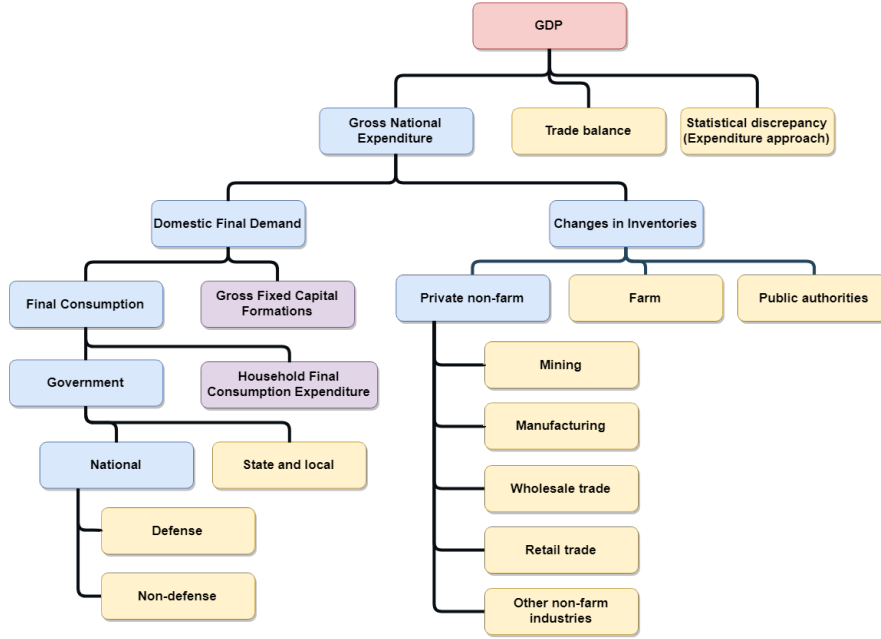 GDP
Gross National
Expenditure
Trade balance
Statistical discrepancy
(Expenditure approach)
Domestic Final Demand
Changes in Inventories
Final Consumption
Gross Fixed Capital
Formations
Private non-farm
Farm
Public authorities
Government
Household Final
Consumption Expenditure
Mining
Manufacturing
National
State and local
Wholesale trade
Defense
Retail trade
Non-defense
Other non-farm
industries